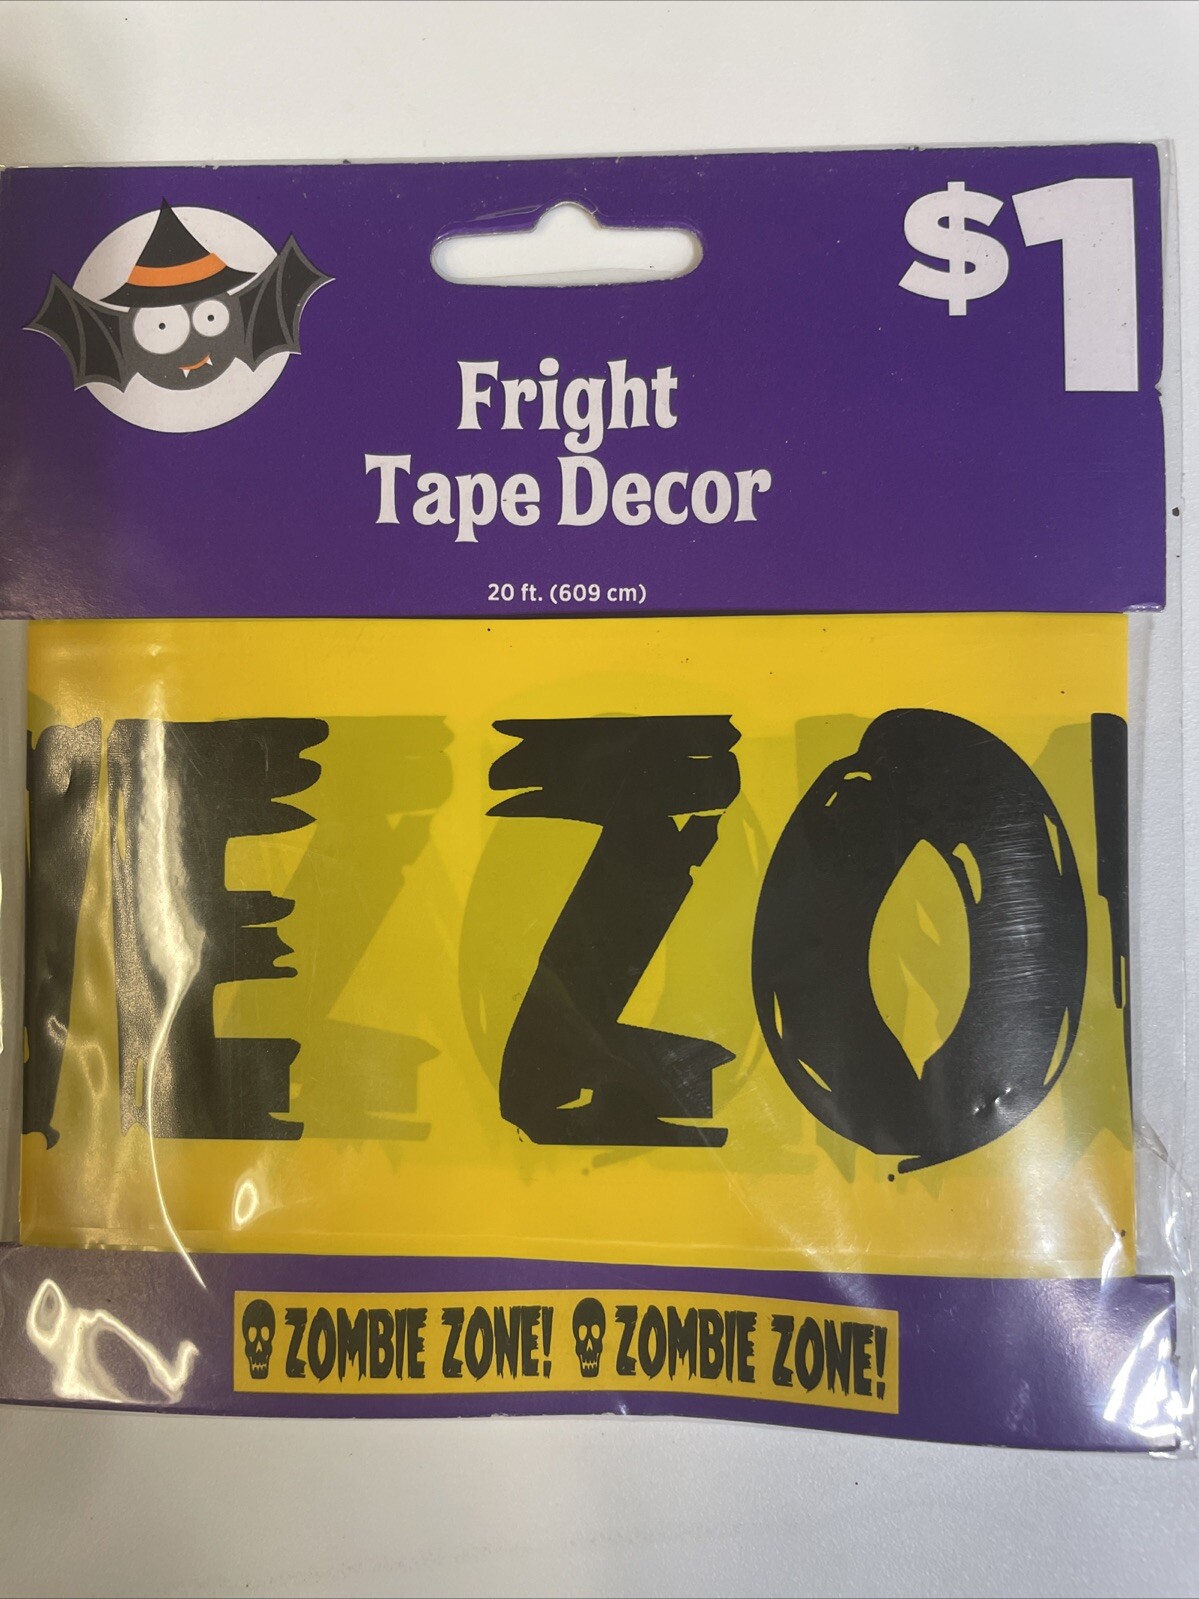 $1
Fright
Tape Decor
20 ft. (609 cm)
E ZO
ZOMBIE ZONE! ZOMBIE ZONE!